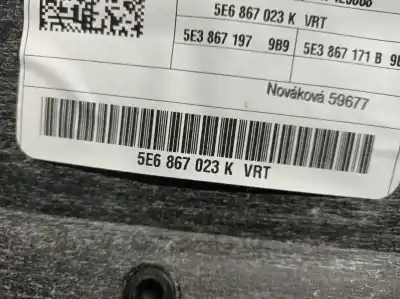 5E6 867 023 K VRT
5E3 867 197 9B9
5E3 867 171 B
Nováková 59677
5E6 867 023 K VRT